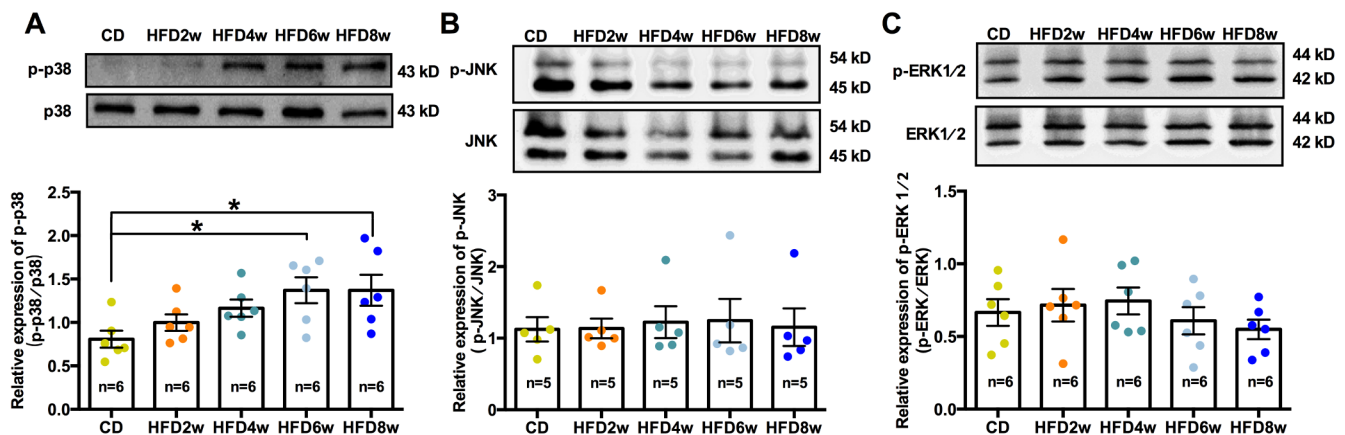 A
CD HFD2w HFD4w HFD6w HFD8w
p-p38
43 kD
p38
43 kD
Relative expression of p-p38
(p-p38/p38)
2.5
2.0
1.5
1.0
0.5
0.0
*
*
n=6 n=6 n=6 n=6 n=6
CD HFD2w HFD4w HFD6w HFD8w
B
CD HFD2w HFD4w HFD6w HFD8w
p-JNK
54 kD
45 kD
JNK
54 kD
45 kD
Relative expression of p-JNK
( p-JNK/JNK)
3
2
1
0
n=5 n=5 n=5 n=5 n=5
CD HFD2w HFD4w HFD6w HFD8w
C
CD HFD2w HFD4w HFD6w HFD8w
p-ERK1/2
44 kD
42 kD
ERK1/2
44 kD
42 kD
Relative expression of p-ERK 1/2
(p-ERK/ERK)
1.5
1.0
0.5
0.0
n=6 n=6 n=6 n=6 n=6
CD HFD2w HFD4w HFD6w HFD8w